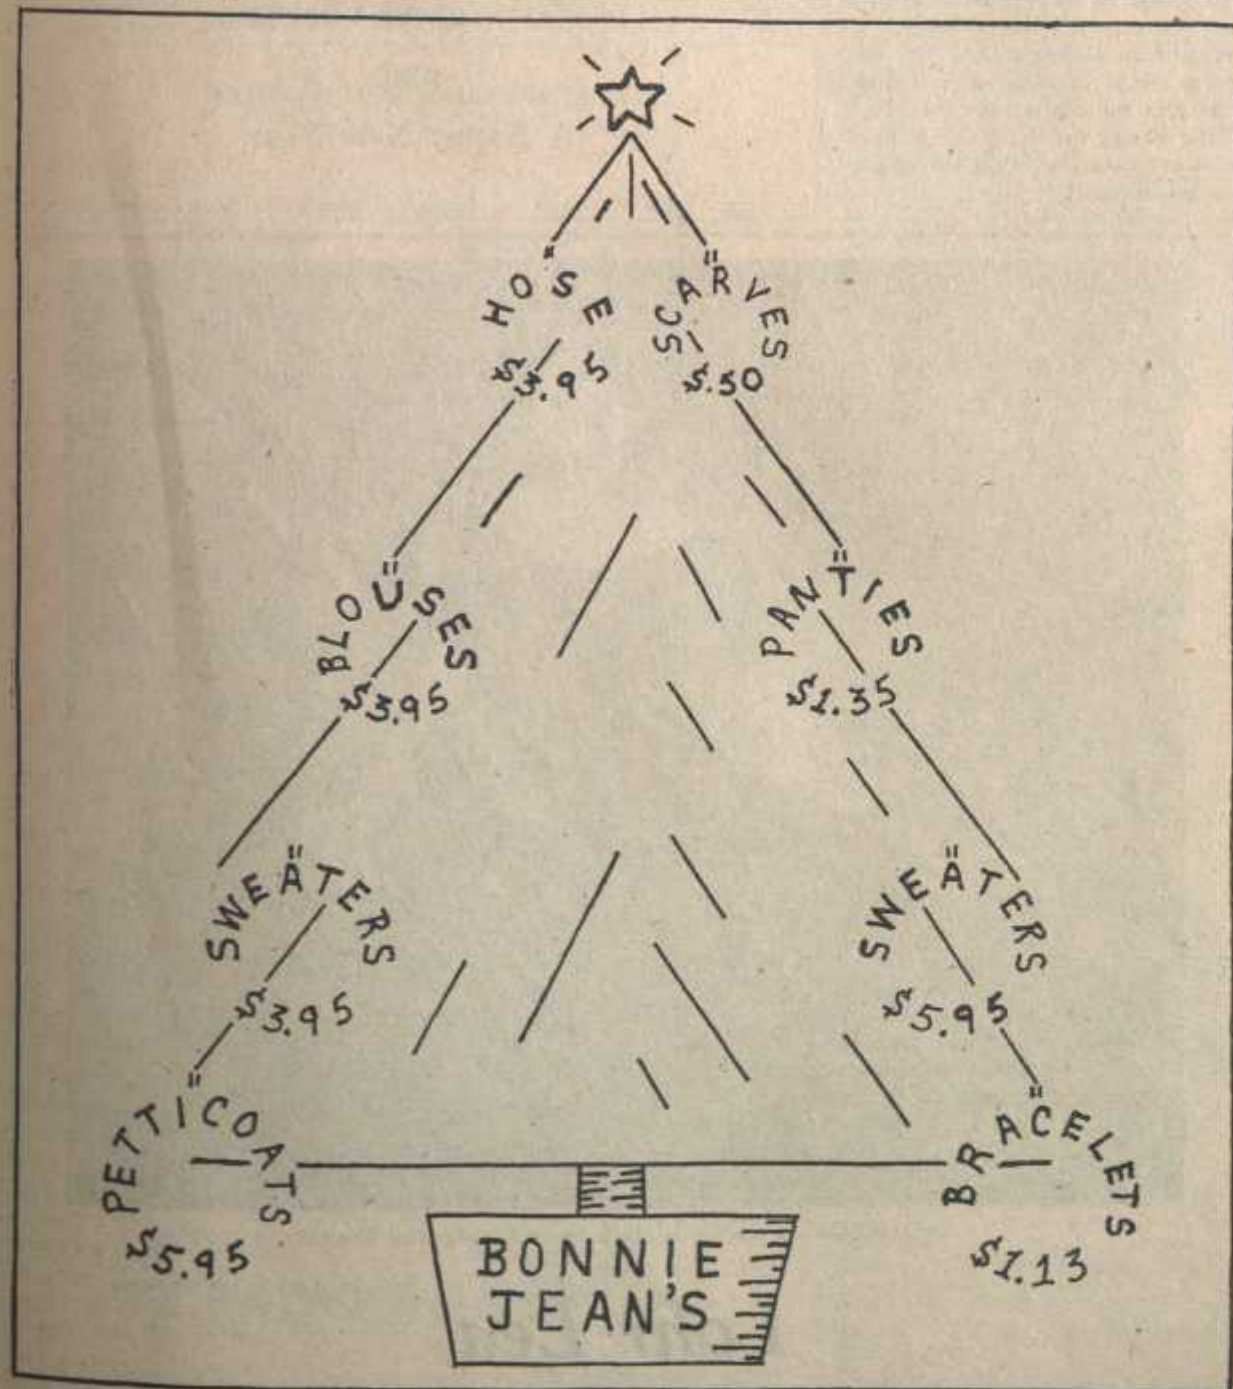 HOSE
$3.95
SCARVES
$.50
BLOUSES
$3.95
PANTIES
$1.35
SWEATERS
$3.95
SWEATERS
$5.95
PETTICOATS
$5.95
BRACELETS
$1.13
BONNIE
JEAN'S